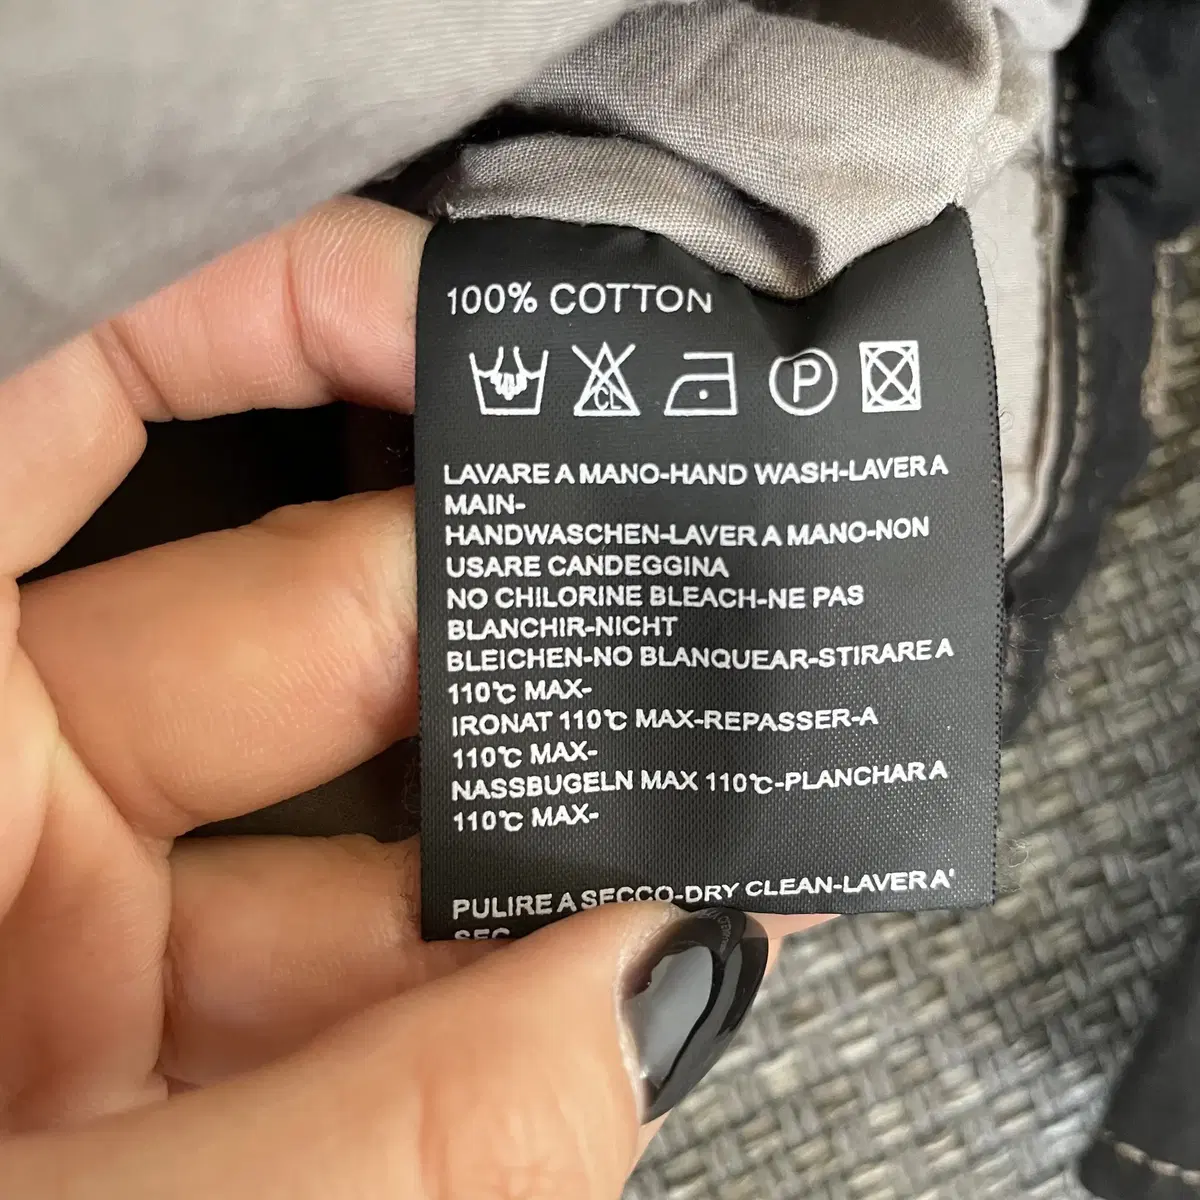 100% COTTON
CL P
LAVARE A MANO-HAND WASH-LAVER A
MAIN-
HANDWASCHEN-LAVER A MANO-NON
USARE CANDEGGINA
NO CHILORINE BLEACH-NE PAS
BLANCHIR-NICHT
BLEICHEN-NO BLANQUEAR-STIRARE A
110℃ MAX-
IRONAT 110℃ MAX-REPASSER-A
110℃ MAX-
NASSBUGELN MAX 110℃-PLANCHAR A
110℃ MAX-
PULIRE A SECCO-DRY CLEAN-LAVER A'
SEC